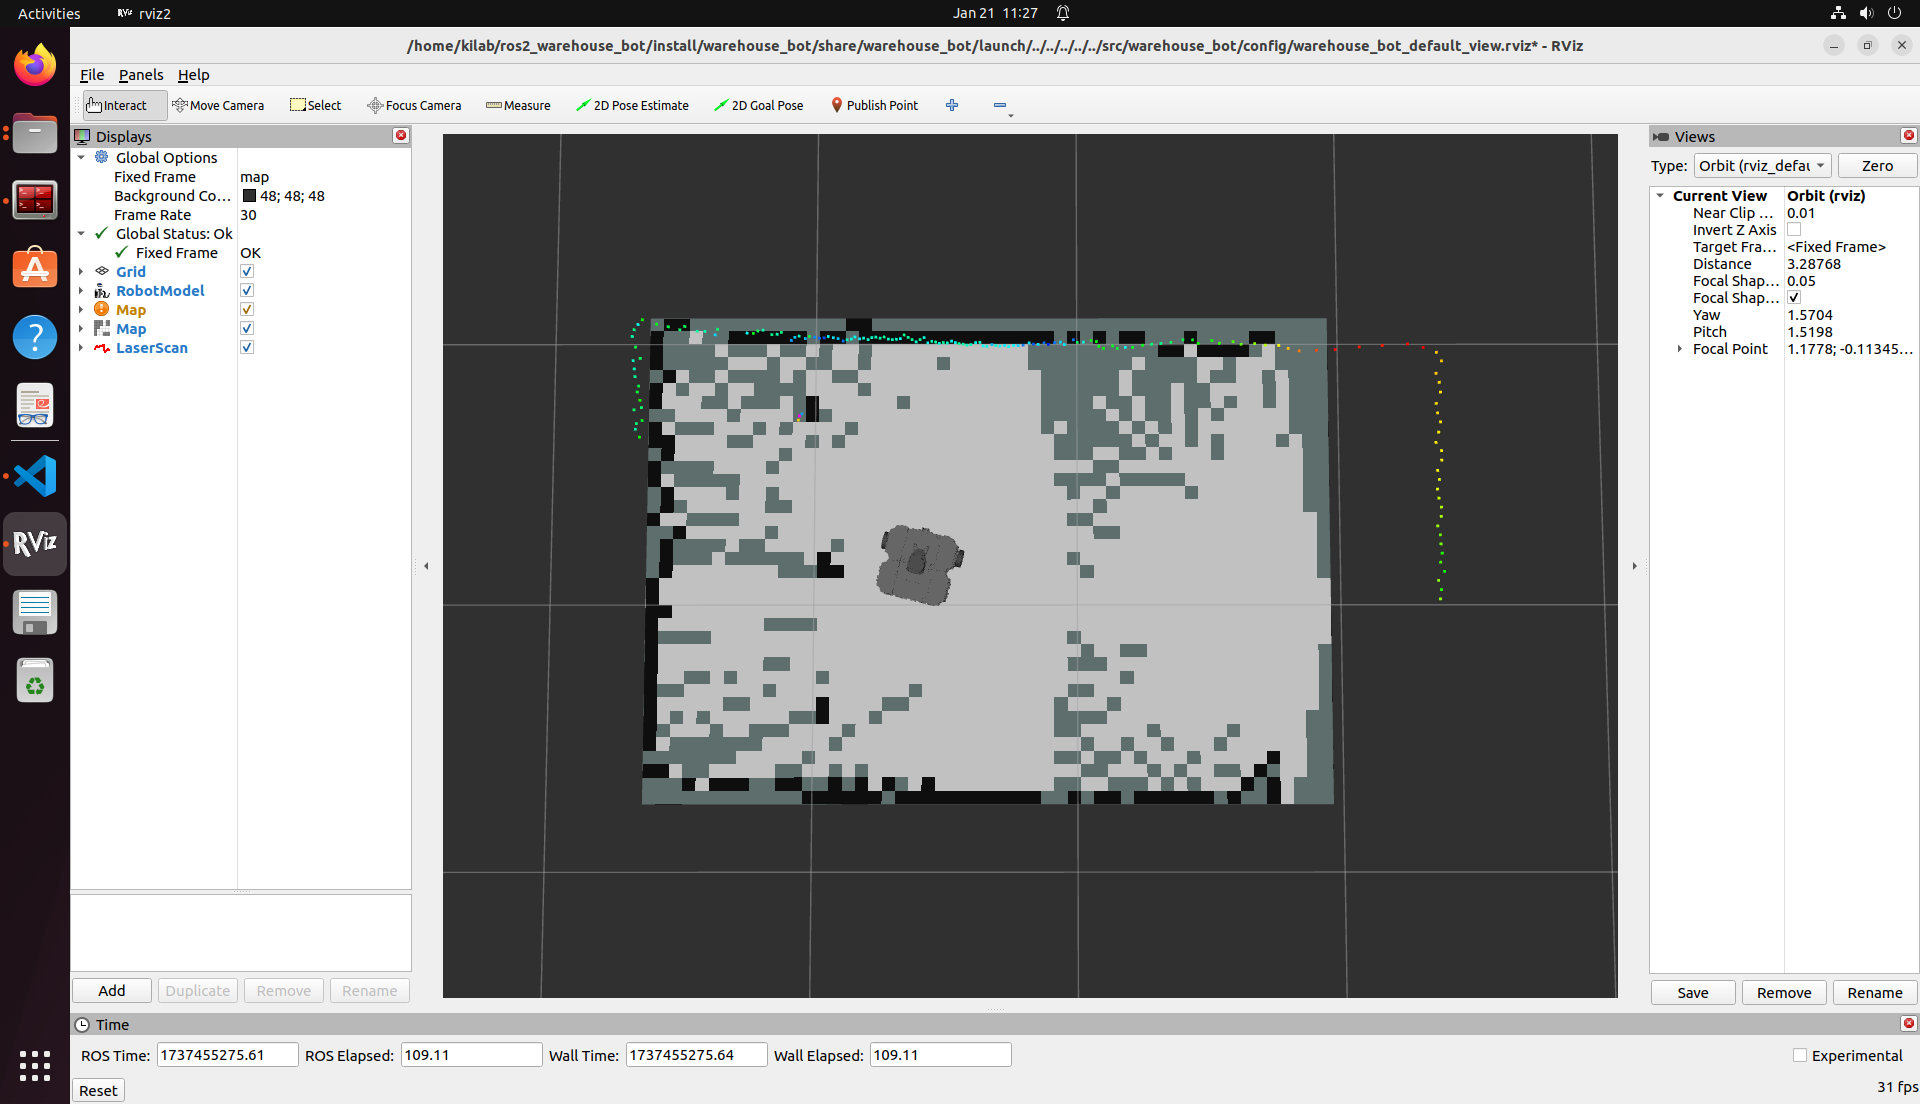 Activities
RViz rviz2
Jan 21 11:27
/home/kilab/ros2_warehouse_bot/install/warehouse_bot/share/warehouse_bot/launch/../../../../../src/warehouse_bot/config/warehouse_bot_default_view.rviz* - RViz
File Panels Help
Interact Move Camera Select Focus Camera Measure 2D Pose Estimate 2D Goal Pose Publish Point
Displays
Global Options
Fixed Frame map
Background Co... 48; 48; 48
Frame Rate 30
Global Status: Ok
Fixed Frame OK
Grid
RobotModel
Map
Map
LaserScan
Add Duplicate Remove Rename
RViz
Views
Type: Orbit (rviz_defau Zero
Current View Orbit (rviz)
Near Clip ... 0.01
Invert Z Axis
Target Fra... <Fixed Frame>
Distance 3.28768
Focal Shap... 0.05
Focal Shap...
Yaw 1.5704
Pitch 1.5198
Focal Point 1.1778; -0.11345...
Save Remove Rename
Time
ROS Time: 1737455275.61 ROS Elapsed: 109.11 Wall Time: 1737455275.64 Wall Elapsed: 109.11 Experimental
Reset 31 fps